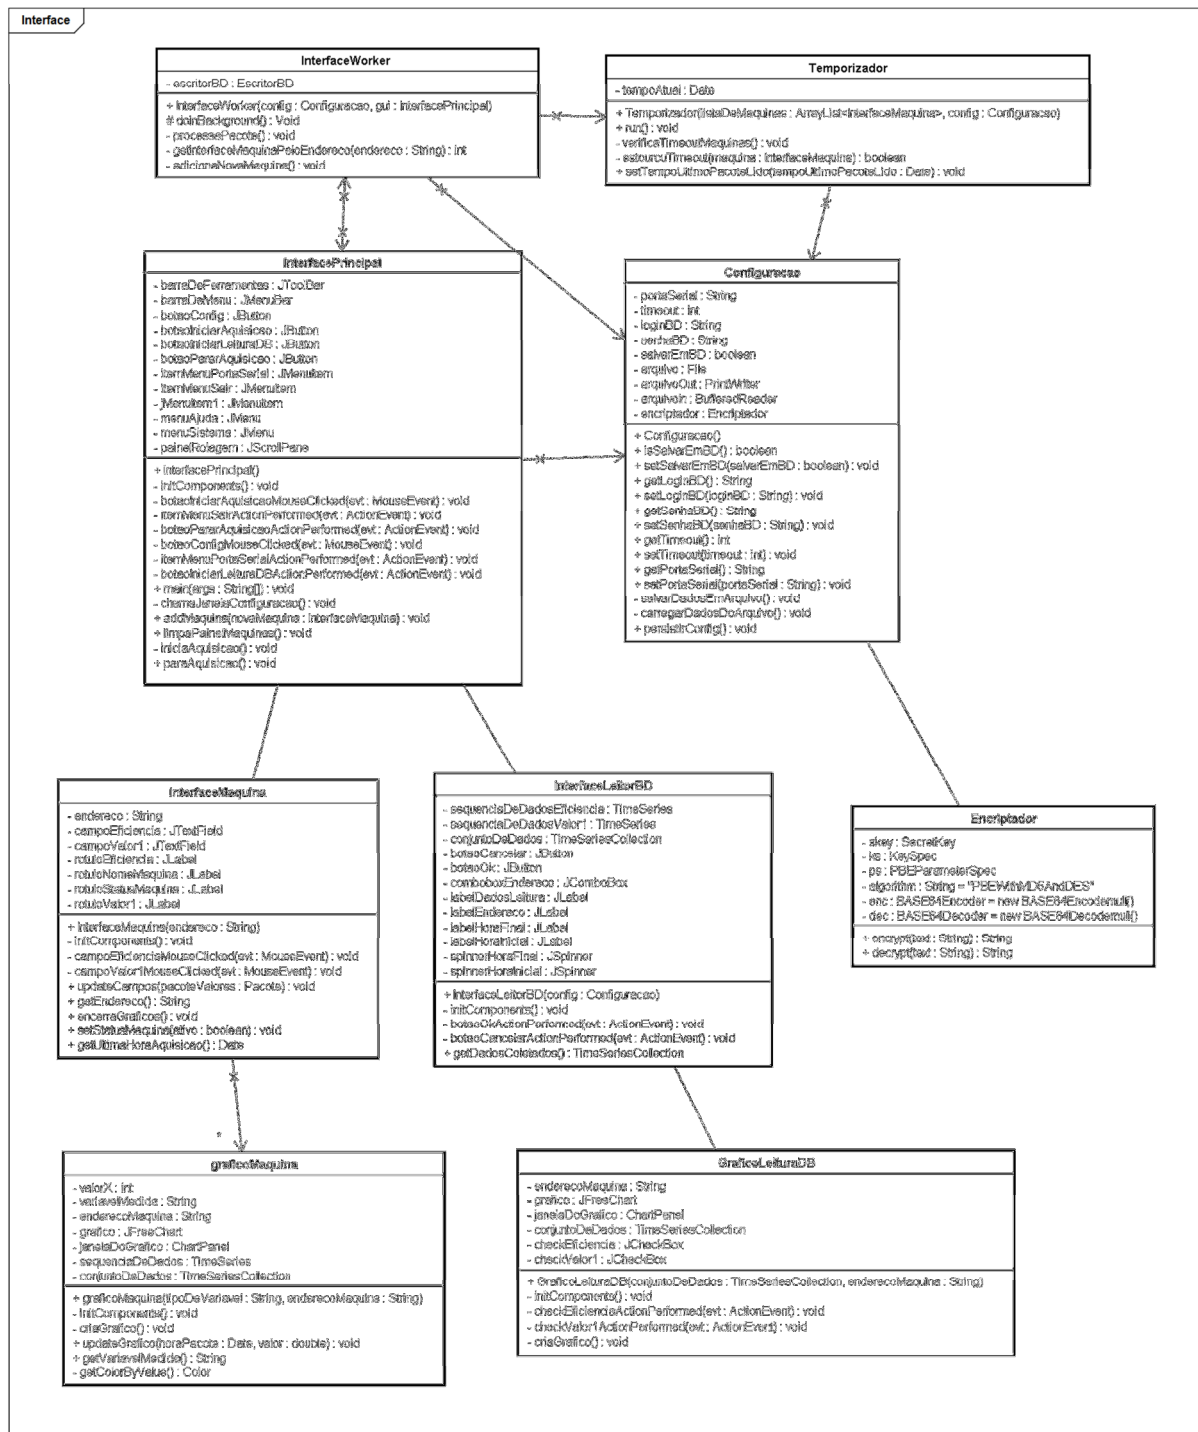 Interface
InterfaceWorker
- escritorBD : EscritorBD
+ InterfaceWorker(config : Configuracao, gui : InterfacePrincipal)
# doInBackground() : Void
- processaPacote() : void
- getInterfaceMaquinaPeloEndereco(endereco : String) : int
- adicionaNovaMaquina() : void
Temporizador
- tempoAtual : Date
+ Temporizador(listaDeMaquinas : ArrayList<InterfaceMaquina>, config : Configuracao)
+ run() : void
- verificaTimeoutMaquinas() : void
- estourouTimeout(maquina : InterfaceMaquina) : boolean
+ setTempoUltimoPacoteLido(tempoUltimoPacoteLido : Date) : void
InterfacePrincipal
- barraDeFerramentas : JToolBar
- barraDeMenu : JMenuBar
- botaoConfig : JButton
- botaoIniciarAquisicao : JButton
- botaoIniciarLeituraDB : JButton
- botaoPararAquisicao : JButton
- itemMenuPortaSerial : JMenuItem
- itemMenuSair : JMenuItem
- jMenuItem1 : JMenuItem
- menuAjuda : JMenu
- menuSistema : JMenu
- painelRolagem : JScrollPane
+ InterfacePrincipal()
- initComponents() : void
- botaoIniciarAquisicaoMouseClicked(evt : MouseEvent) : void
- itemMenuSairActionPerformed(evt : ActionEvent) : void
- botaoPararAquisicaoActionPerformed(evt : ActionEvent) : void
- botaoConfigMouseClicked(evt : MouseEvent) : void
- itemMenuPortaSerialActionPerformed(evt : ActionEvent) : void
- botaoIniciarLeituraDBActionPerformed(evt : ActionEvent) : void
+ main(args : String[]) : void
- chamaJanelaConfiguracao() : void
+ addMaquina(novaMaquina : InterfaceMaquina) : void
+ limpaPainelMaquinas() : void
- iniciaAquisicao() : void
+ paraAquisicao() : void
Configuracao
- portaSerial : String
- timeout : int
- loginBD : String
- senhaBD : String
- salvarEmBD : boolean
- arquivo : File
- arquivoOut : PrintWriter
- arquivoIn : BufferedReader
- encriptador : Encriptador
+ Configuracao()
+ isSalvarEmBD() : boolean
+ setSalvarEmBD(salvarEmBD : boolean) : void
+ getLoginBD() : String
+ setLoginBD(loginBD : String) : void
+ getSenhaBD() : String
+ setSenhaBD(senhaBD : String) : void
+ getTimeout() : int
+ setTimeout(timeout : int) : void
+ getPortaSerial() : String
+ setPortaSerial(portaSerial : String) : void
- salvarDadosEmArquivo() : void
- carregarDadosDoArquivo() : void
+ persistirConfig() : void
InterfaceMaquina
- endereco : String
- campoEficiencia : JTextField
- campoValor1 : JTextField
- rotuloEficiencia : JLabel
- rotuloNomeMaquina : JLabel
- rotuloStatusMaquina : JLabel
- rotuloValor1 : JLabel
+ InterfaceMaquina(endereco : String)
- initComponents() : void
- campoEficienciaMouseClicked(evt : MouseEvent) : void
- campoValor1MouseClicked(evt : MouseEvent) : void
+ updateCampos(pacoteValores : Pacote) : void
+ getEndereco() : String
+ encerraGraficos() : void
+ setStatusMaquina(ativo : boolean) : void
+ getUltimaHoraAquisicao() : Date
InterfaceLeitorBD
- sequenciaDeDadosEficiencia : TimeSeries
- sequenciaDeDadosValor1 : TimeSeries
- conjuntoDeDados : TimeSeriesCollection
- botaoCancelar : JButton
- botaoOk : JButton
- comboboxEndereco : JComboBox
- labelDadosLeitura : JLabel
- labelEndereco : JLabel
- labelHoraFinal : JLabel
- labelHoraInicial : JLabel
- spinnerHoraFinal : JSpinner
- spinnerHoraInicial : JSpinner
+ InterfaceLeitorBD(config : Configuracao)
- initComponents() : void
- botaoOkActionPerformed(evt : ActionEvent) : void
- botaoCancelarActionPerformed(evt : ActionEvent) : void
+ getDadosColetados() : TimeSeriesCollection
Encriptador
- skey : SecretKey
- ks : KeySpec
- ps : PBEParameterSpec
- algorithm : String = "PBEWithMD5AndDES"
- enc : BASE64Encoder = new BASE64Encodernull()
- dec : BASE64Decoder = new BASE64Decodernull()
+ encrypt(text : String) : String
+ decrypt(text : String) : String
*
graficoMaquina
- valorX : int
- variavelMedida : String
- enderecoMaquina : String
- grafico : JFreeChart
- janelaDoGrafico : ChartPanel
- sequenciaDeDados : TimeSeries
- conjuntoDeDados : TimeSeriesCollection
+ graficoMaquina(tipoDeVariavel : String, enderecoMaquina : String)
- initComponents() : void
- criaGrafico() : void
+ updateGrafico(horaPacote : Date, valor : double) : void
+ getVariavelMedida() : String
- getColorByValue() : Color
GraficoLeituraDB
- enderecoMaquina : String
- grafico : JFreeChart
- janelaDoGrafico : ChartPanel
- conjuntoDeDados : TimeSeriesCollection
- checkEficiencia : JCheckBox
- checkValor1 : JCheckBox
+ GraficoLeituraDB(conjuntoDeDados : TimeSeriesCollection, enderecoMaquina : String)
- initComponents() : void
- checkEficienciaActionPerformed(evt : ActionEvent) : void
- checkValor1ActionPerformed(evt : ActionEvent) : void
- criaGrafico() : void